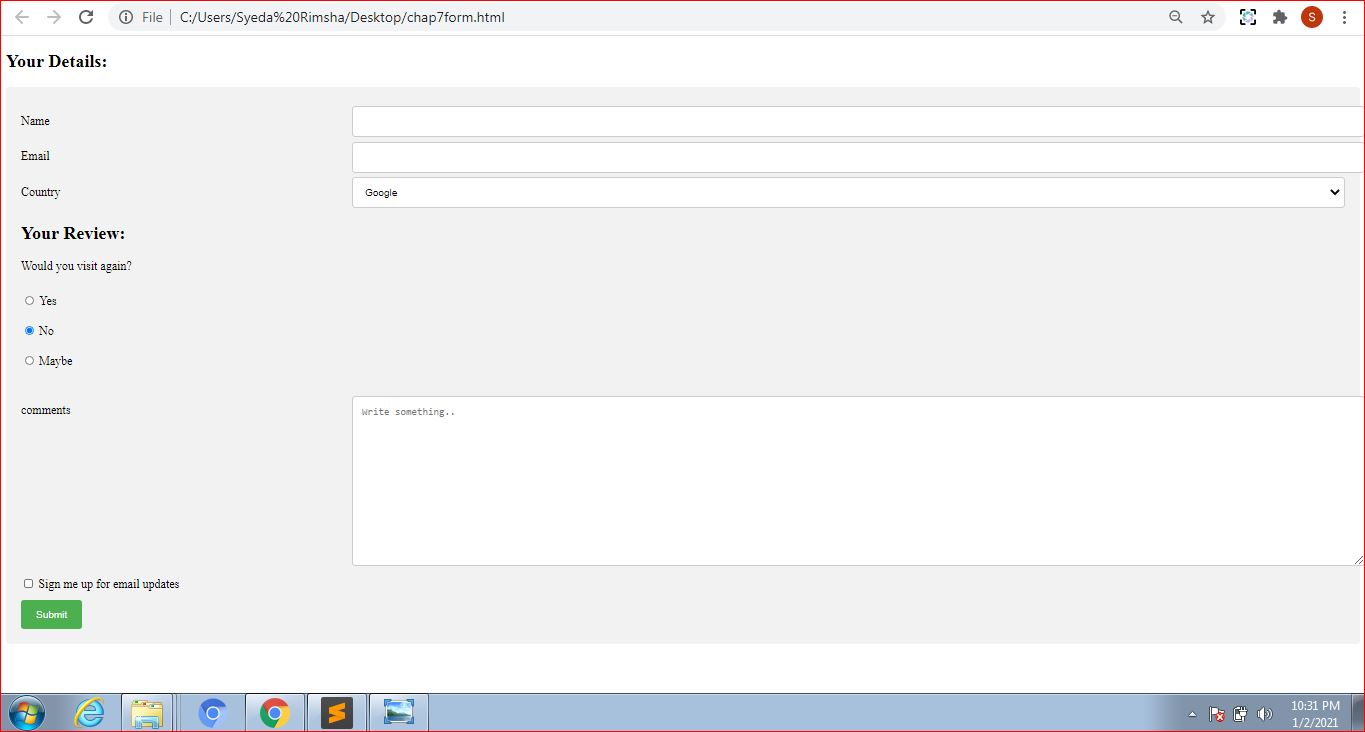 File C:/Users/Syeda%20Rimsha/Desktop/chap7form.html
S
Your Details:
Name
Email
Country
Google
Your Review:
Would you visit again?
Yes
No
Maybe
comments
Write something..
Sign me up for email updates
Submit
10:31 PM
1/2/2021